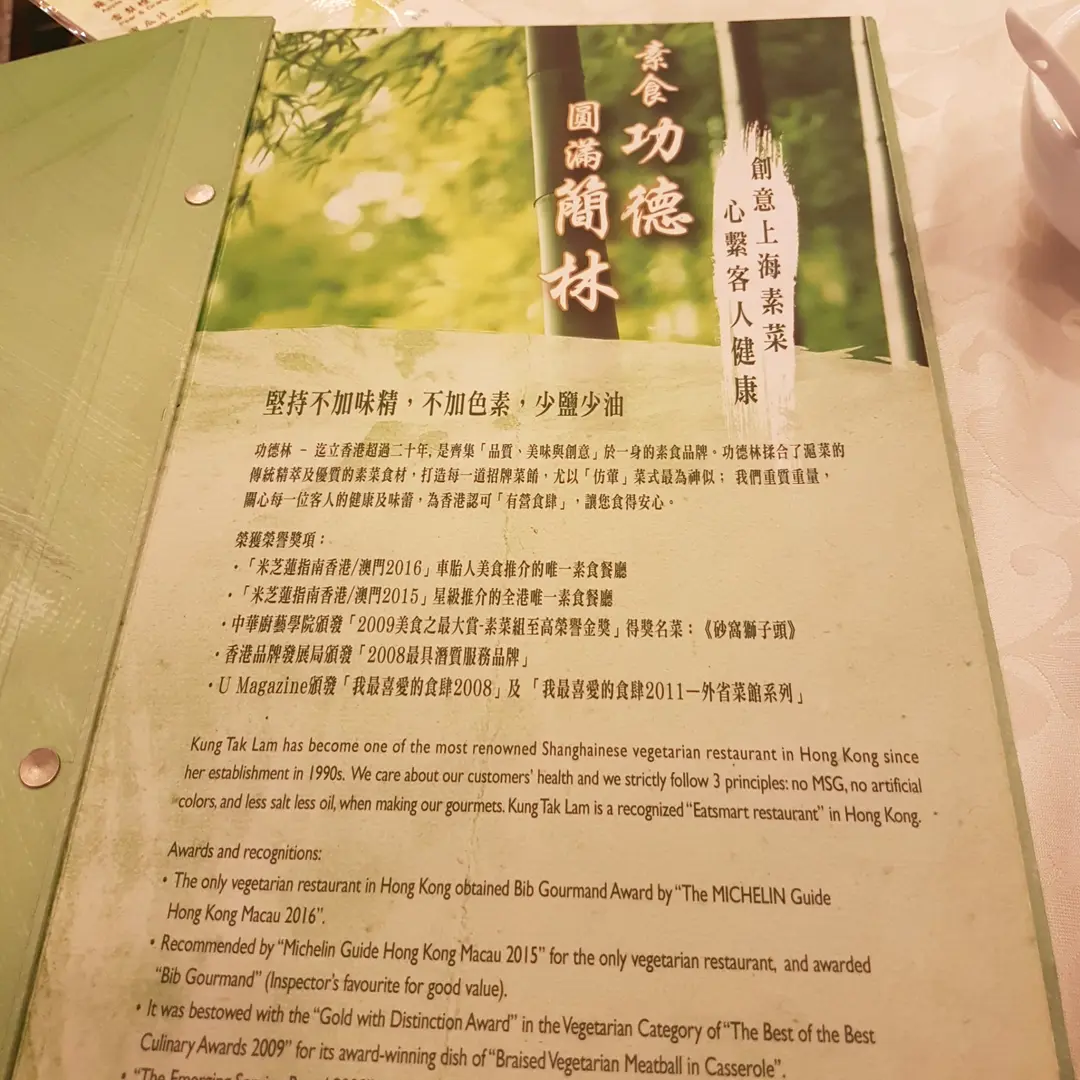 素食功德
圓滿簡林
創意上海素菜
心繫客人健康
堅持不加味精，不加色素，少鹽少油
功德林 － 迄立香港超過二十年, 是齊集「品質、美味與創意」於一身的素食品牌。功德林揉合了滬菜的
傳統精萃及優質的素菜食材，打造每一道招牌菜餚，尤以「仿葷」菜式最為神似； 我們重質重量，
關心每一位客人的健康及味蕾，為香港認可「有營食肆」，讓您食得安心。
榮獲榮譽獎項：
・「米芝蓮指南香港/澳門2016」車胎人美食推介的唯一素食餐廳
・「米芝蓮指南香港/澳門2015」星級推介的全港唯一素食餐廳
・中華廚藝學院頒發「2009美食之最大賞-素菜組至高榮譽金獎」得獎名菜：《砂窩獅子頭》
・香港品牌發展局頒發「2008最具潛質服務品牌」
・U Magazine頒發「我最喜愛的食肆2008」及「我最喜愛的食肆2011－外省菜館系列」
Kung Tak Lam has become one of the most renowned Shanghainese vegetarian restaurant in Hong Kong since
her establishment in 1990s. We care about our customers' health and we strictly follow 3 principles: no MSG, no artificial
colors, and less salt less oil, when making our gourmets. Kung Tak Lam is a recognized "Eatsmart restaurant" in Hong Kong.
Awards and recognitions:
• The only vegetarian restaurant in Hong Kong obtained Bib Gourmand Award by "The MICHELIN Guide
Hong Kong Macau 2016".
• Recommended by "Michelin Guide Hong Kong Macau 2015" for the only vegetarian restaurant, and awarded
"Bib Gourmand" (Inspector's favourite for good value).
• It was bestowed with the "Gold with Distinction Award" in the Vegetarian Category of "The Best of the Best
Culinary Awards 2009" for its award-winning dish of "Braised Vegetarian Meatball in Casserole".
• "The Emerging Service